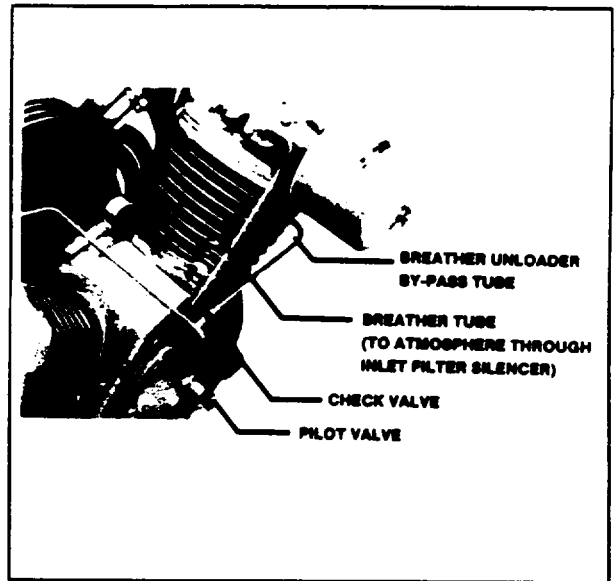 BREATHER UNLOADER
BY-PASS TUBE
BREATHER TUBE
(TO ATMOSPHERE THROUGH
INLET FILTER SILENCER)
CHECK VALVE
PILOT VALVE